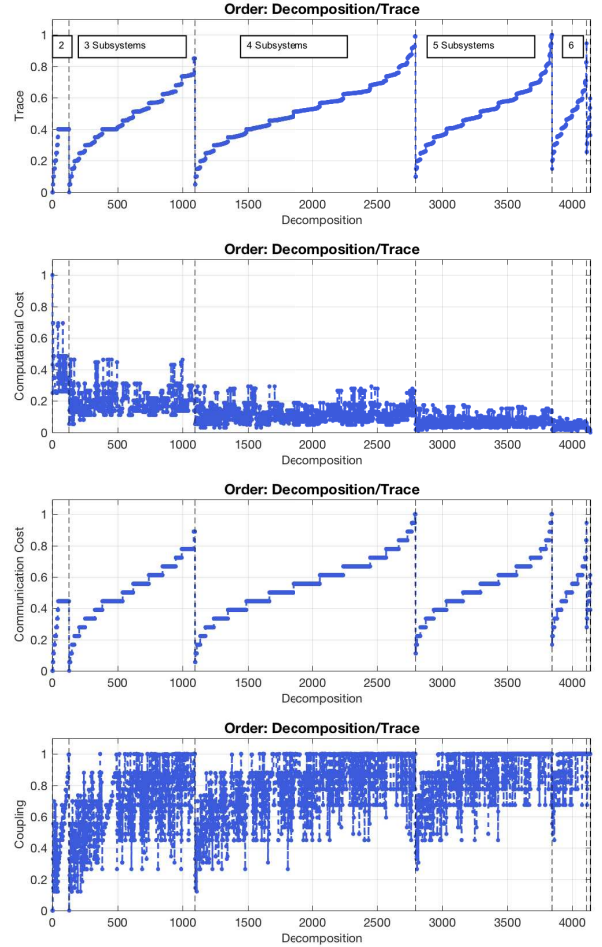 Order: Decomposition/Trace
1
0.8
0.6
0.4
0.2
0
Trace
2
3 Subsystems
4 Subsystems
5 Subsystems
6
0 500 1000 1500 2000 2500 3000 3500 4000
Decomposition
Order: Decomposition/Trace
1
0.8
0.6
0.4
0.2
0
Computational Cost
0 500 1000 1500 2000 2500 3000 3500 4000
Decomposition
Order: Decomposition/Trace
1
0.8
0.6
0.4
0.2
0
Communication Cost
0 500 1000 1500 2000 2500 3000 3500 4000
Decomposition
Order: Decomposition/Trace
1
0.8
0.6
0.4
0.2
0
Coupling
0 500 1000 1500 2000 2500 3000 3500 4000
Decomposition